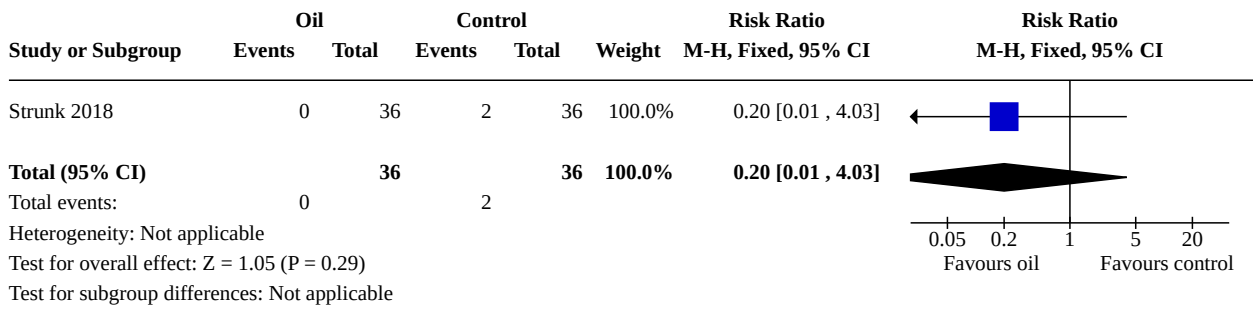 Oil Control Risk Ratio Risk Ratio
Study or Subgroup Events Total Events Total Weight M-H, Fixed, 95% CI M-H, Fixed, 95% CI
Strunk 2018 0 36 2 36 100.0% 0.20 [0.01 , 4.03]
Total (95% CI) 36 36 100.0% 0.20 [0.01 , 4.03]
Total events: 0 2
Heterogeneity: Not applicable
0.05 0.2 1 5 20
Test for overall effect: Z = 1.05 (P = 0.29)
Favours oil Favours control
Test for subgroup differences: Not applicable